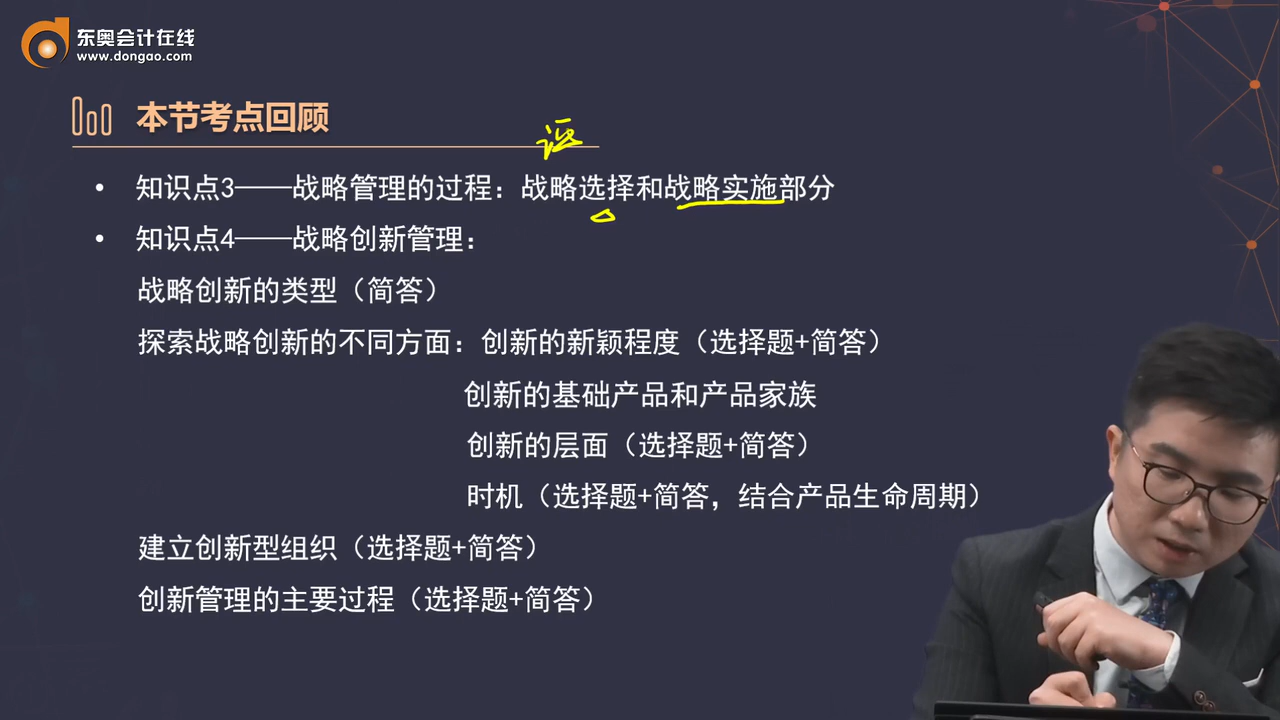 东奥会计在线
www.dongao.com
本节考点回顾
• 知识点3——战略管理的过程：战略选择和战略实施部分
• 知识点4——战略创新管理：
战略创新的类型（简答）
探索战略创新的不同方面：创新的新颖程度（选择题+简答）
创新的基础产品和产品家族
创新的层面（选择题+简答）
时机（选择题+简答，结合产品生命周期）
建立创新型组织（选择题+简答）
创新管理的主要过程（选择题+简答）